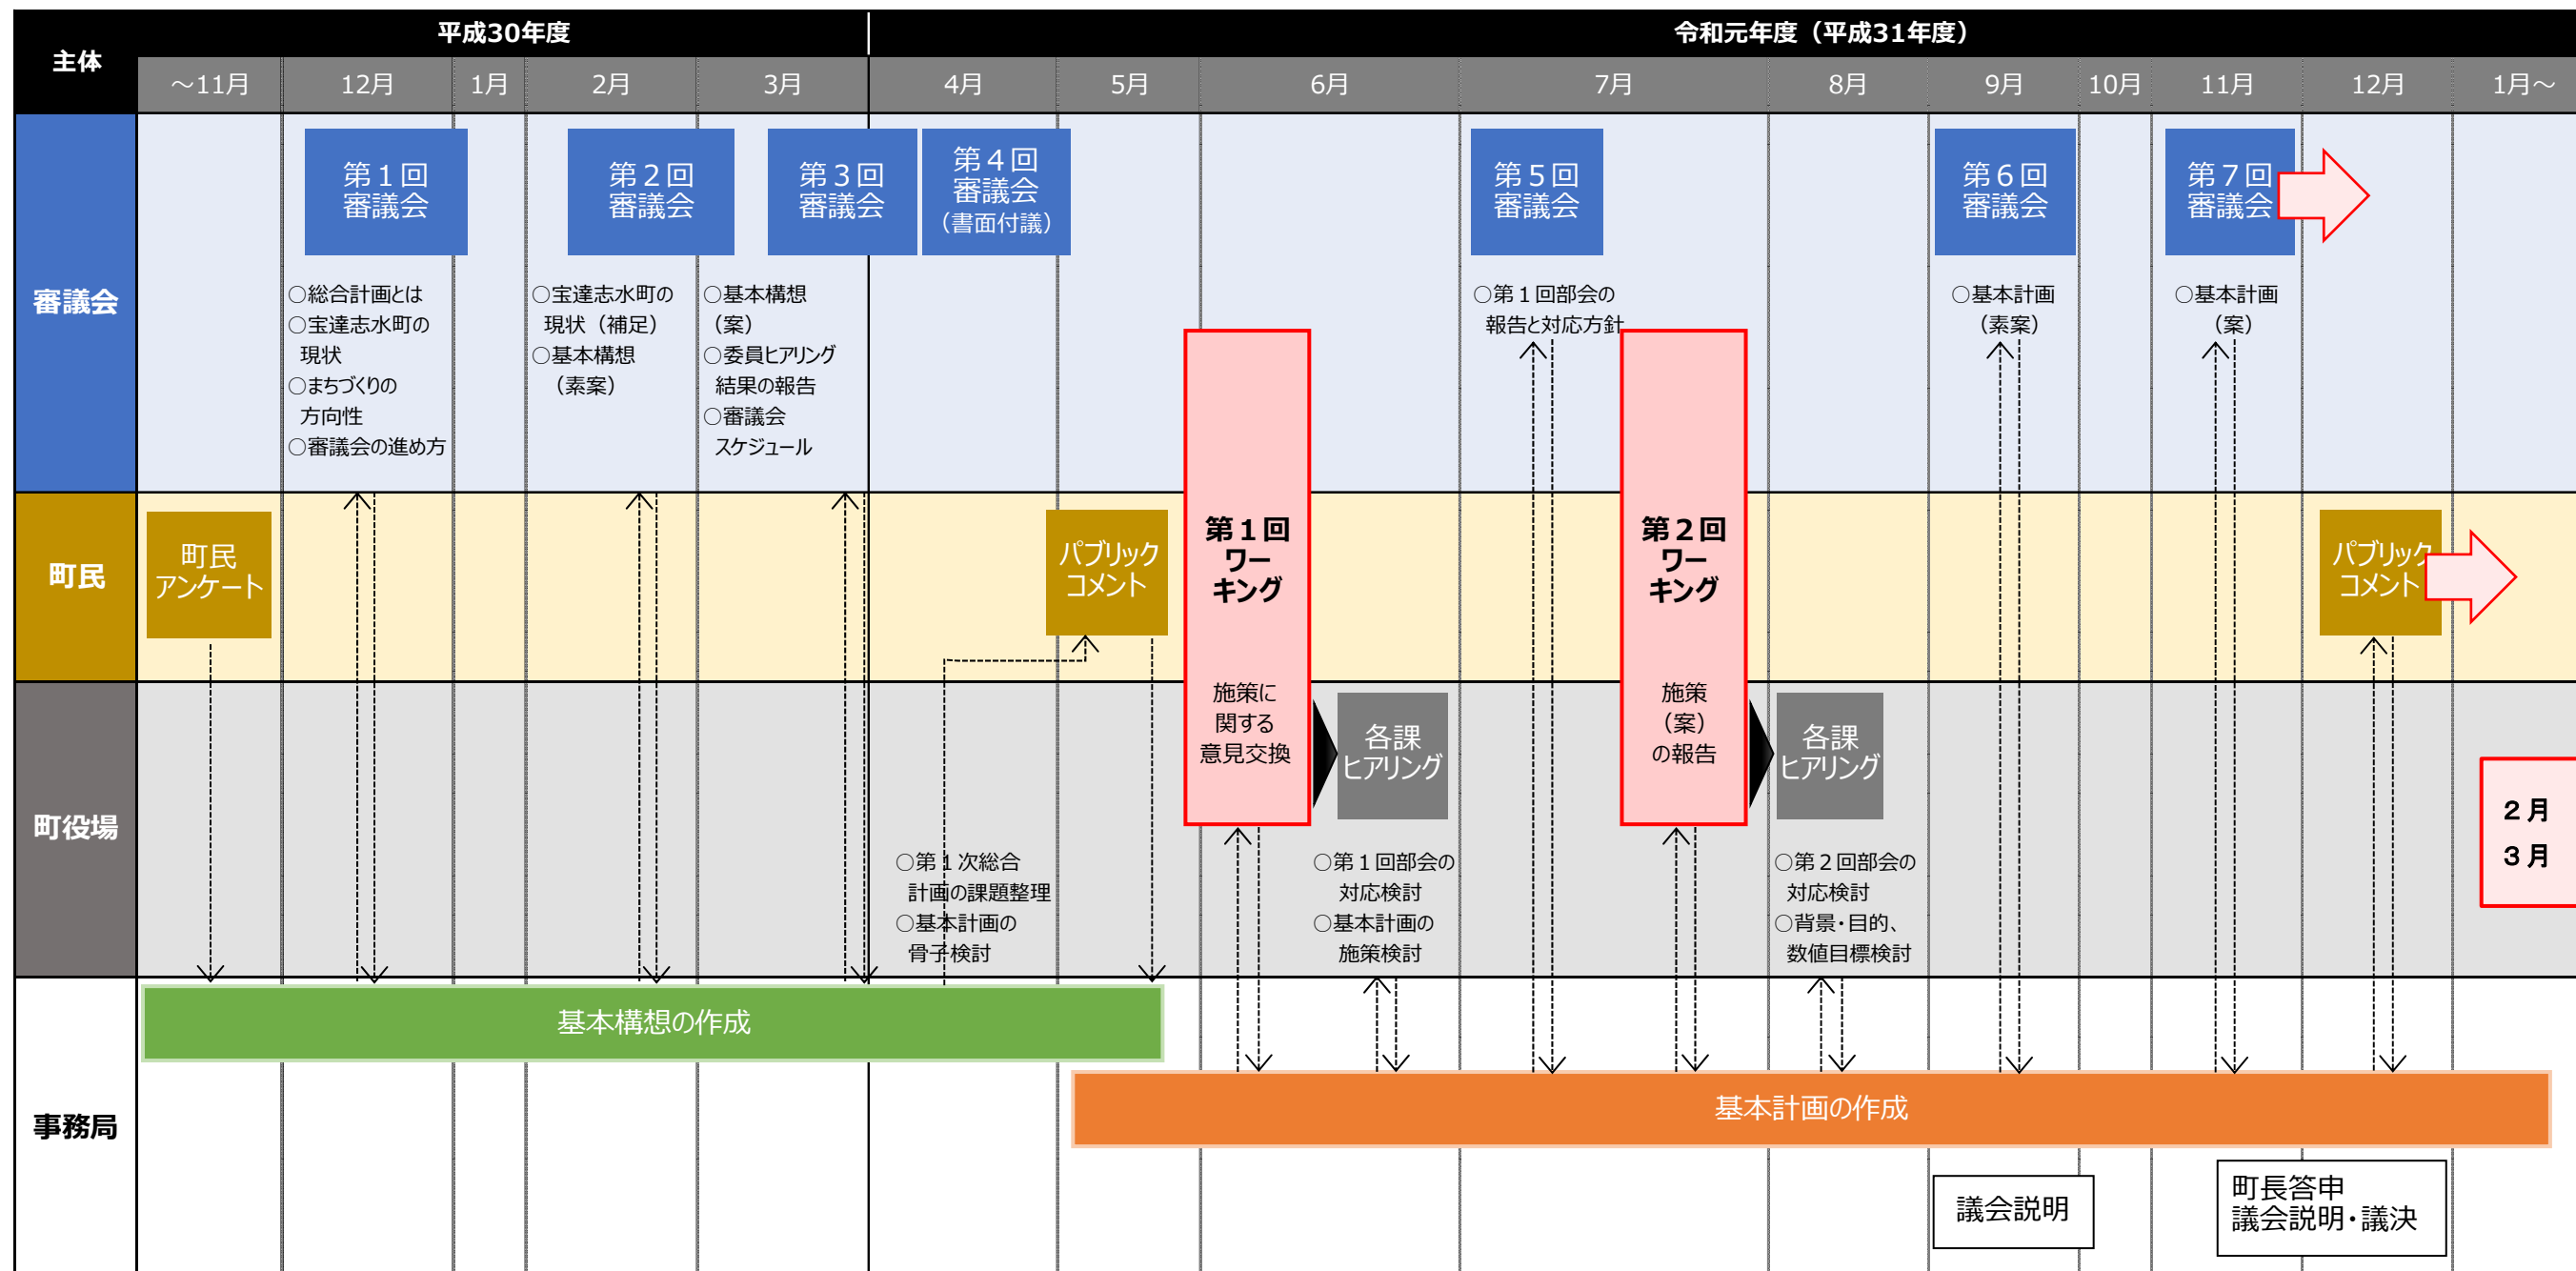 主体
平成30年度
令和元年度（平成31年度）
～11月
12月
1月
2月
3月
4月
5月
6月
7月
8月
9月
10月
11月
12月
1月～
審議会
第１回
審議会
第２回
審議会
第３回
審議会
第４回
審議会
（書面付議）
第５回
審議会
第６回
審議会
第７回
審議会
○総合計画とは
○宝達志水町の
現状
○まちづくりの
方向性
○審議会の進め方
○宝達志水町の
現状（補足）
○基本構想
（素案）
○基本構想
（案）
○委員ヒアリング
結果の報告
○審議会
スケジュール
○第１回部会の
報告と対応方針
○基本計画
（素案）
○基本計画
（案）
町民
町民
アンケート
パブリック
コメント
第１回
ワー
キング
施策に
関する
意見交換
第２回
ワー
キング
施策
（案）
の報告
パブリック
コメント
町役場
各課
ヒアリング
各課
ヒアリング
○第１次総合
計画の課題整理
○基本計画の
骨子検討
○第１回部会の
対応検討
○基本計画の
施策検討
○第２回部会の
対応検討
○背景・目的、
数値目標検討
２月
３月
事務局
基本構想の作成
基本計画の作成
議会説明
町長答申
議会説明・議決